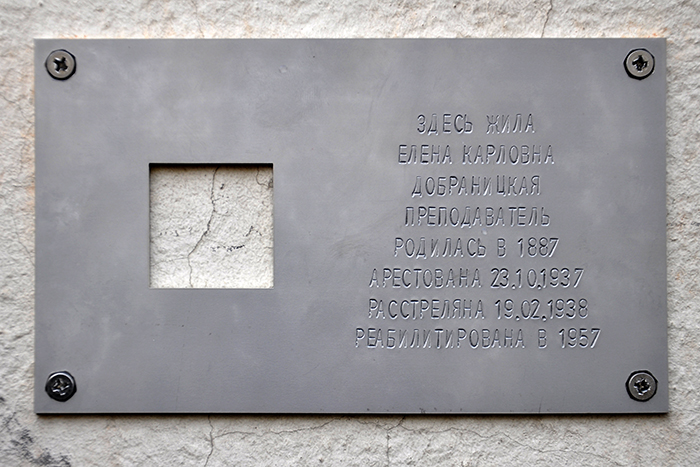 ЗДЕСЬ ЖИЛА
ЕЛЕНА КАРЛОВНА
ДОБРАНИЦКАЯ
ПРЕПОДАВАТЕЛЬ
РОДИЛАСЬ В 1887
АРЕСТОВАНА 23.10.1937
РАССТРЕЛЯНА 19.02.1938
РЕАБИЛИТИРОВАНА В 1957